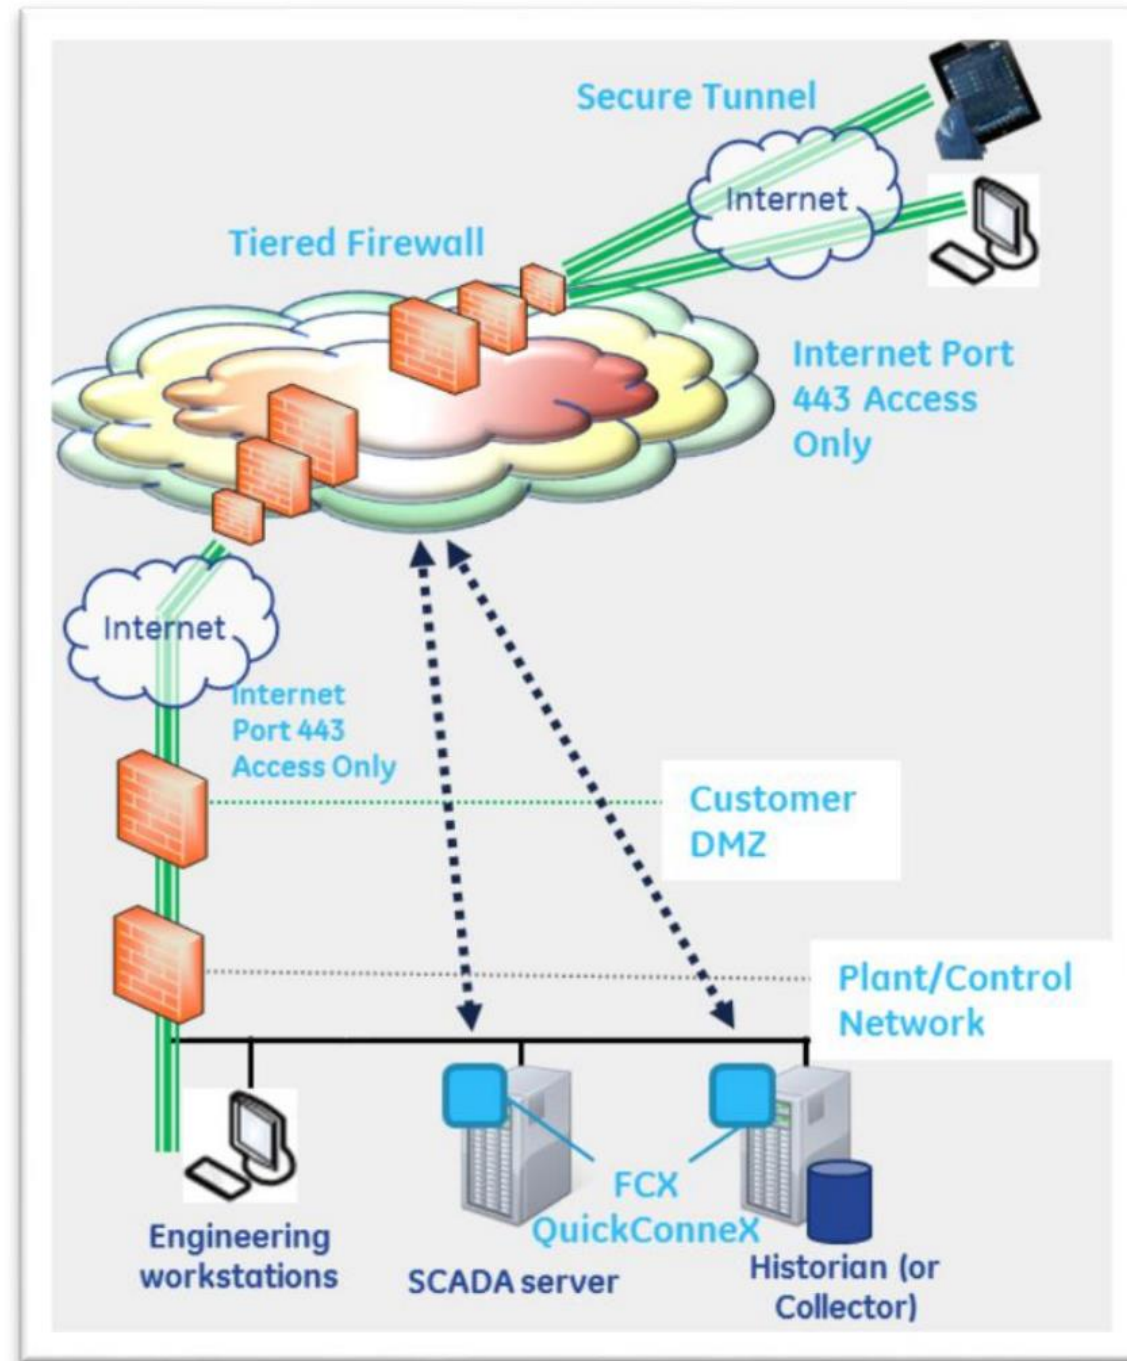 Secure Tunnel
Internet
Tiered Firewall
Internet Port
443 Access
Only
Internet
Internet
Port 443
Access Only
Customer
DMZ
Plant/Control
Network
FCX
QuickConneX
Engineering
workstations
SCADA server
Historian (or
Collector)